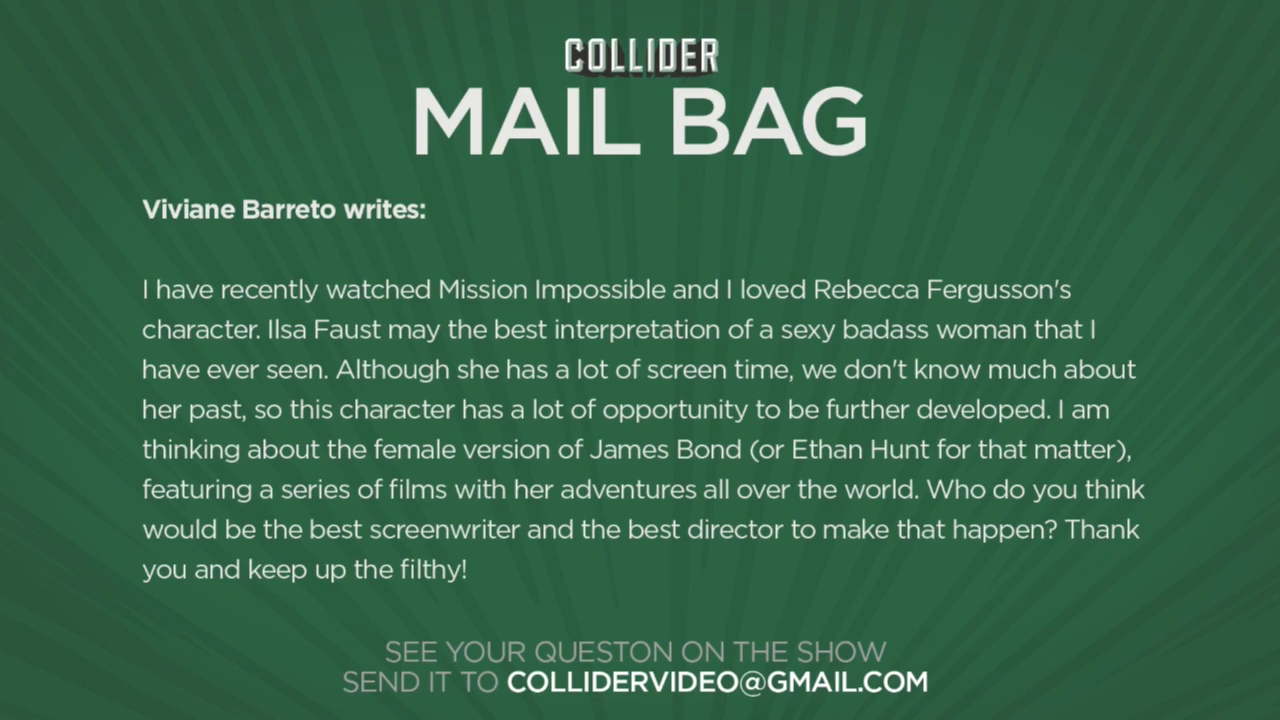 COLLIDER
MAIL BAG
Viviane Barreto writes:
I have recently watched Mission Impossible and I loved Rebecca Fergusson's
character. Ilsa Faust may the best interpretation of a sexy badass woman that I
have ever seen. Although she has a lot of screen time, we don't know much about
her past, so this character has a lot of opportunity to be further developed. I am
thinking about the female version of James Bond (or Ethan Hunt for that matter),
featuring a series of films with her adventures all over the world. Who do you think
would be the best screenwriter and the best director to make that happen? Thank
you and keep up the filthy!
SEE YOUR QUESTON ON THE SHOW
SEND IT TO COLLIDERVIDEO@GMAIL.COM